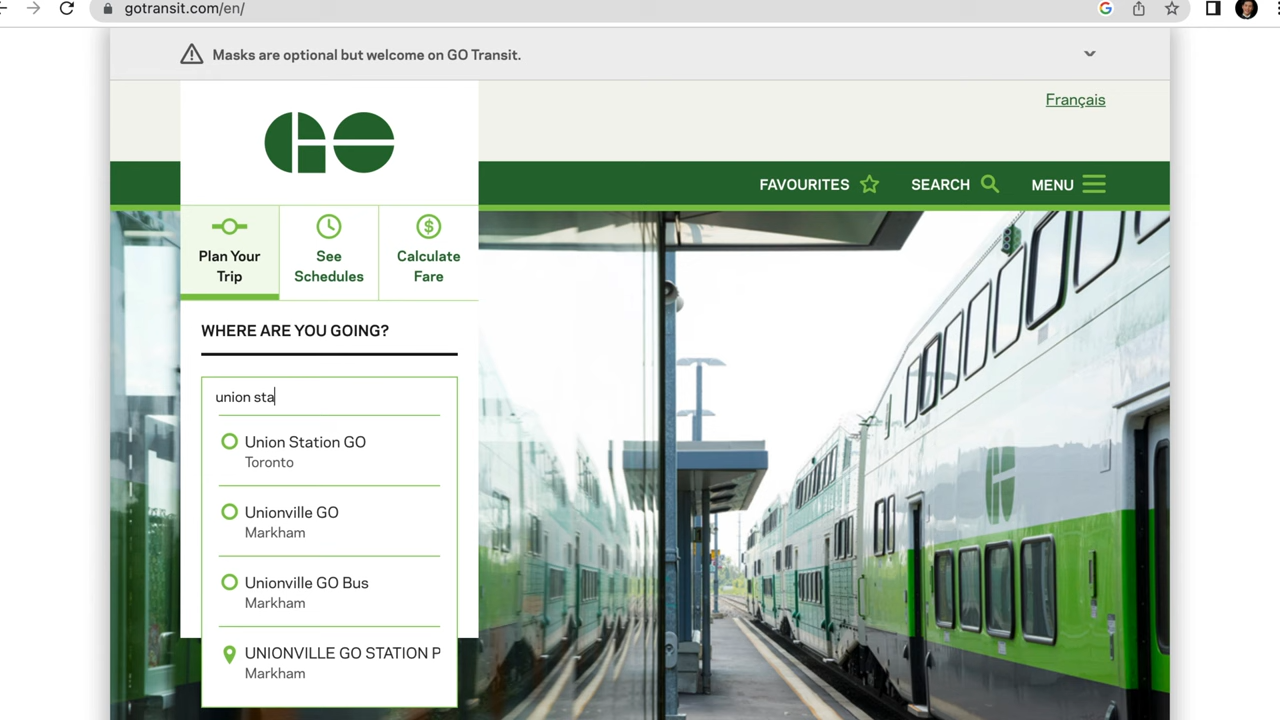 gotransit.com/en/
Masks are optional but welcome on GO Transit.
Français
GO
FAVOURITES
SEARCH
MENU
Plan Your
Trip
See
Schedules
Calculate
Fare
WHERE ARE YOU GOING?
union sta
Union Station GO
Toronto
Unionville GO
Markham
Unionville GO Bus
Markham
UNIONVILLE GO STATION P
Markham